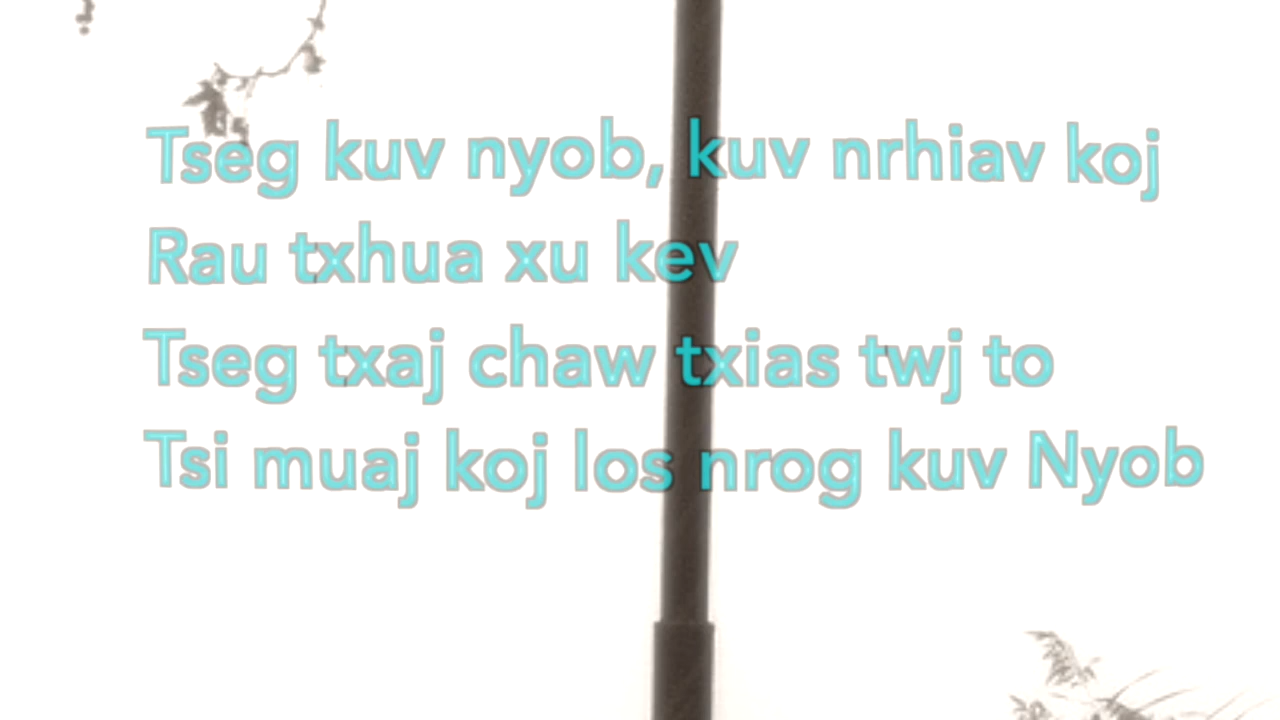 Tseg kuv nyob, kuv nrhiav koj
Rau txhua xu kev
Tseg txaj chaw txias twj to
Tsi muaj koj los nrog kuv Nyob